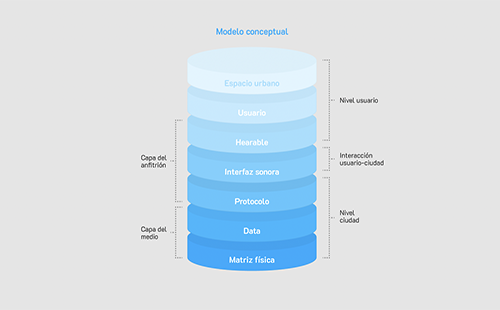 Modelo conceptual
Espacio urbano
Usuario
Hearable
Interfaz sonora
Protocolo
Data
Matriz física
Capa del
anfitrión
Capa del
medio
Nivel usuario
Interacción
usuario-ciudad
Nivel
ciudad